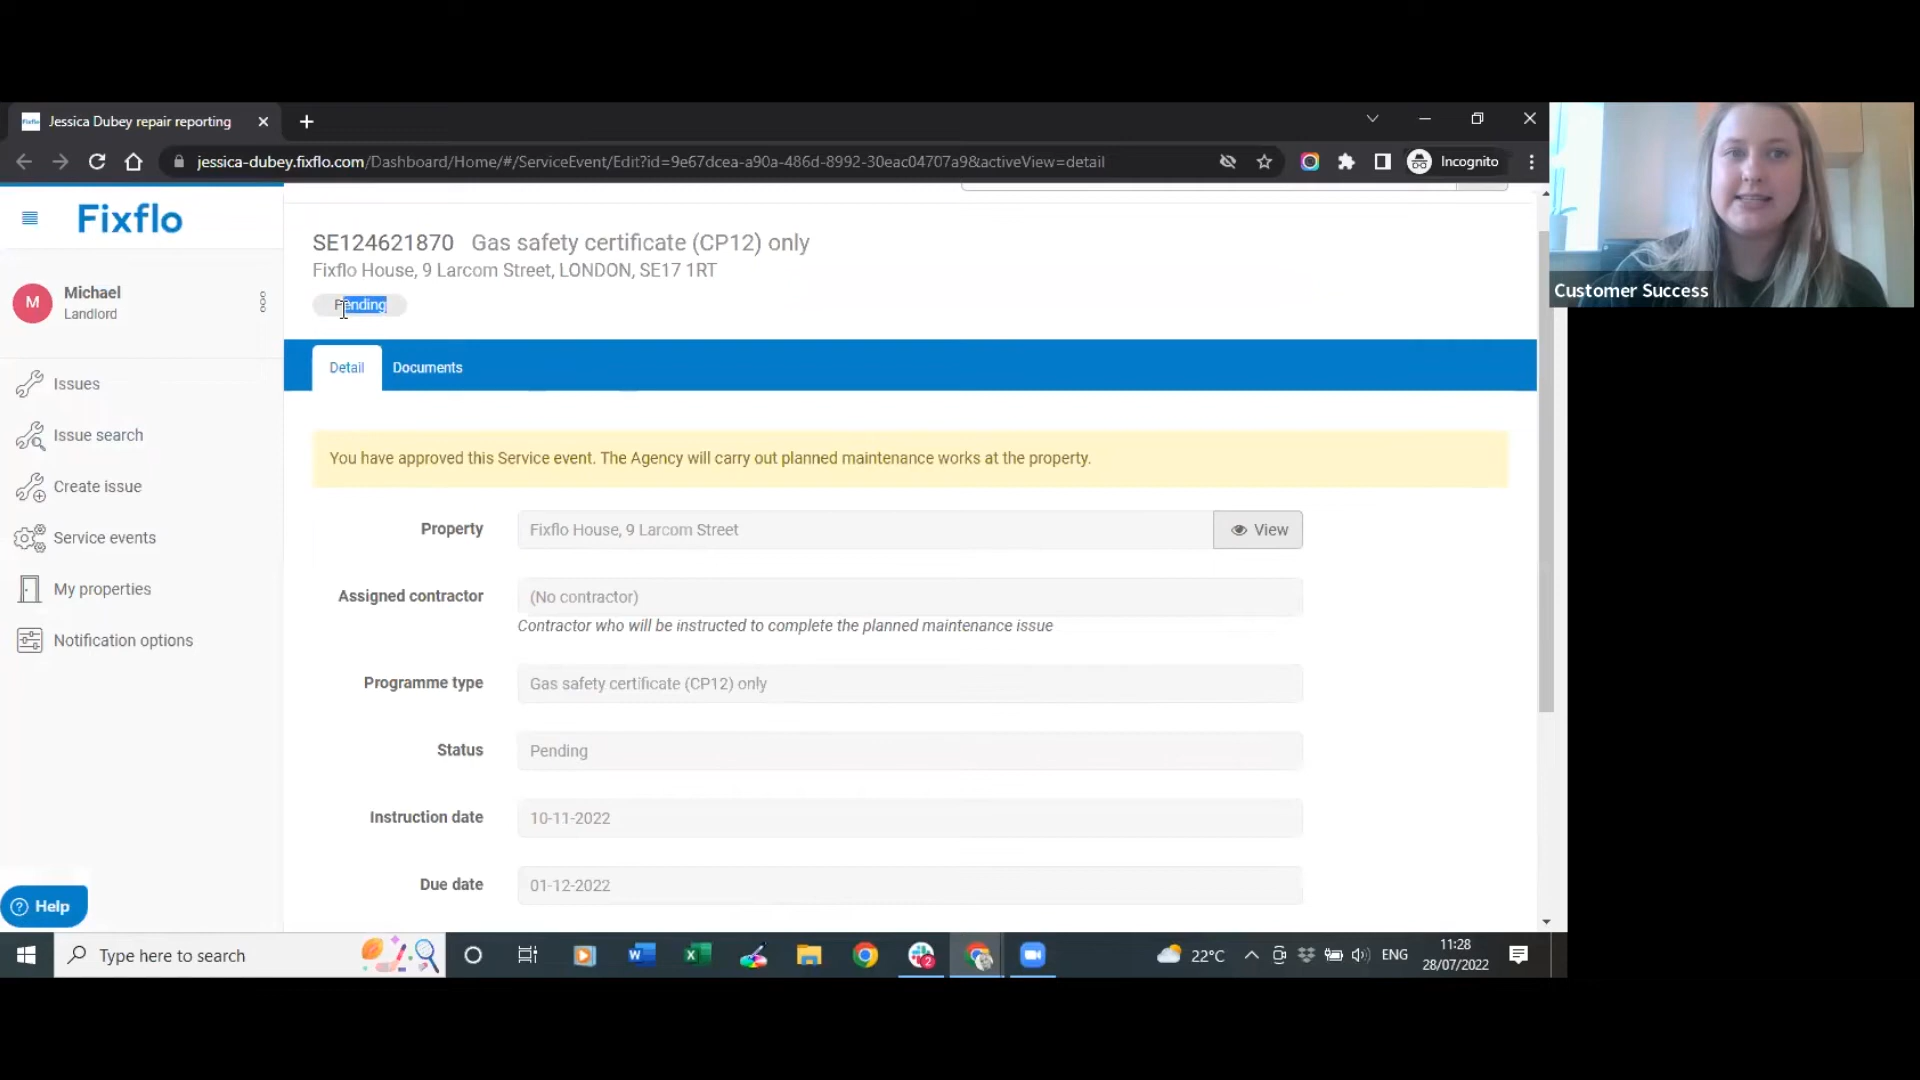 Jessica Dubey repair reporting
jessica-dubey.fixflo.com/Dashboard/Home/#/ServiceEvent/Edit?id=9e67dcea-a90a-486d-8992-30eac04707a9&activeView=detail
Incognito
Fixflo
SE124621870 Gas safety certificate (CP12) only
Fixflo House, 9 Larcom Street, LONDON, SE17 1RT
Pending
M
Michael
Landlord
Customer Success
Issues
Issue search
Create issue
Service events
My properties
Notification options
Help
Detail
Documents
You have approved this Service event. The Agency will carry out planned maintenance works at the property.
Property
Fixflo House, 9 Larcom Street
View
Assigned contractor
(No contractor)
Contractor who will be instructed to complete the planned maintenance issue
Programme type
Gas safety certificate (CP12) only
Status
Pending
Instruction date
10-11-2022
Due date
01-12-2022
Type here to search
22°C
ENG
11:28
28/07/2022